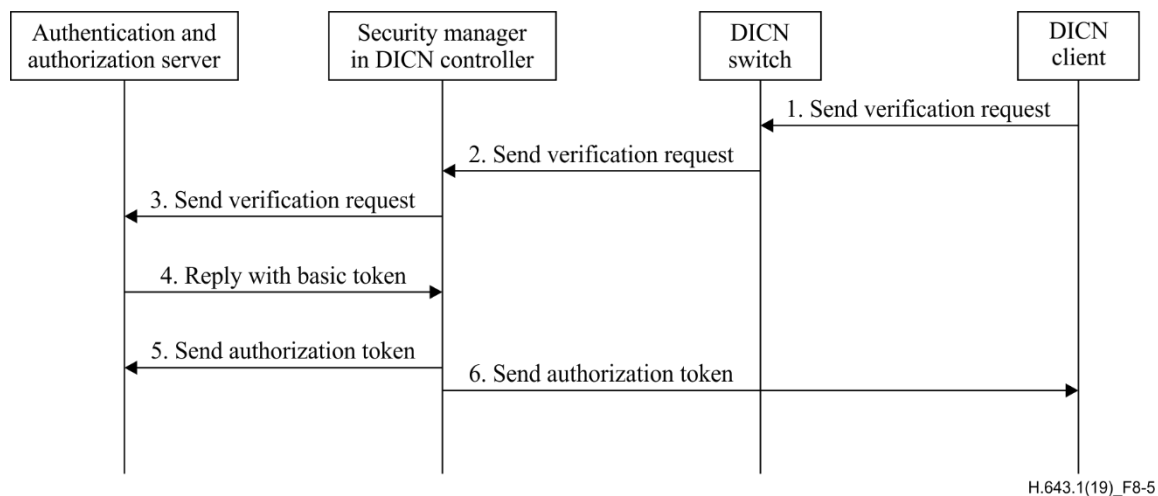 Authentication and
authorization server
Security manager
in DICN controller
DICN
switch
DICN
client
1. Send verification request
2. Send verification request
3. Send verification request
4. Reply with basic token
5. Send authorization token
6. Send authorization token
H.643.1(19)_F8-5